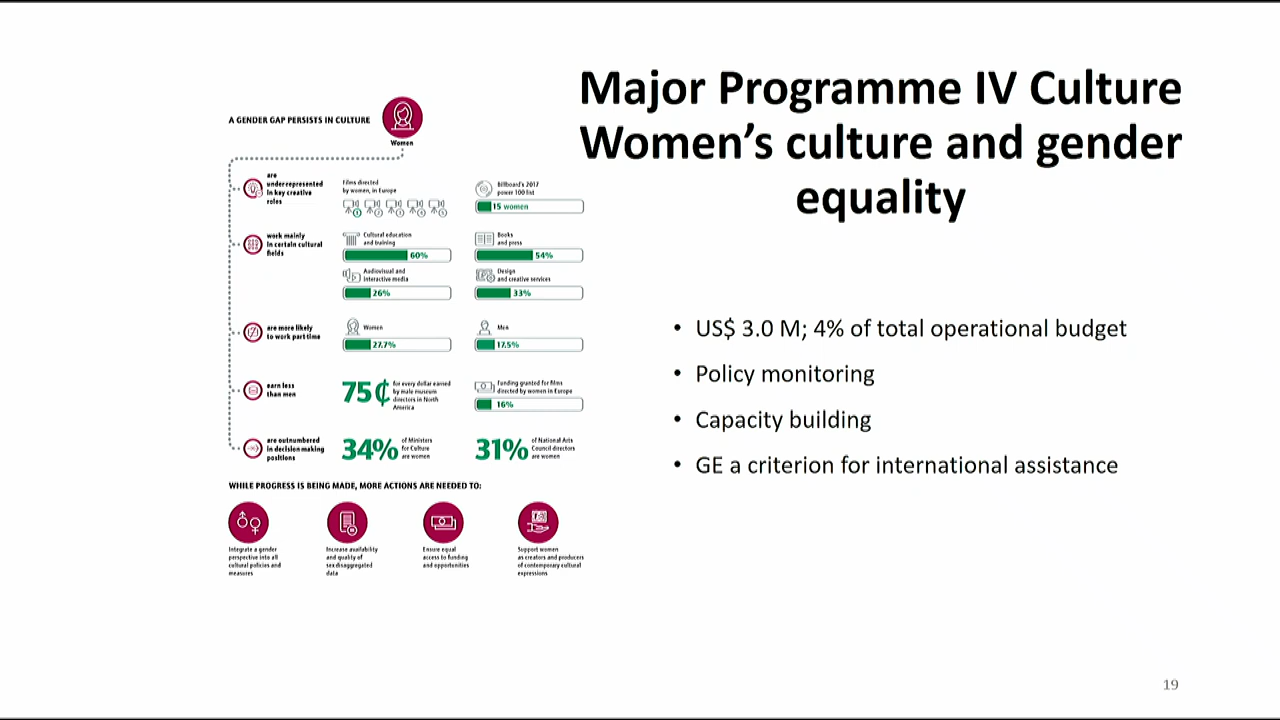 Major Programme IV Culture
Women's culture and gender
equality
A GENDER GAP PERSISTS IN CULTURE
Women
are
underrepresented
in key creative
roles
Films directed
by women, in Europe
Billboard's 2017
power 100 list
15 women
work mainly
in certain cultural
fields
Cultural education
and training
60%
Books
and press
54%
Audiovisual and
interactive media
26%
Design
and creative services
33%
are more likely
to work part time
Women
27.7%
Men
17.5%
earn less
than men
75¢
for every dollar earned
by male museum
directors in North
America
Funding granted for films
directed by women in Europe
16%
are outnumbered
in decision making
positions
34%
of Ministers
for Culture
are women
31%
of National Arts
Council directors
are women
WHILE PROGRESS IS BEING MADE, MORE ACTIONS ARE NEEDED TO:
Integrate a gender
perspective into all
cultural policies and
measures
Increase availability
and quality of
sex disaggregated
data
Ensure equal
access to funding
and opportunities
Support women
as creators and producers
of contemporary cultural
expressions
• US$ 3.0 M; 4% of total operational budget
• Policy monitoring
• Capacity building
• GE a criterion for international assistance
19